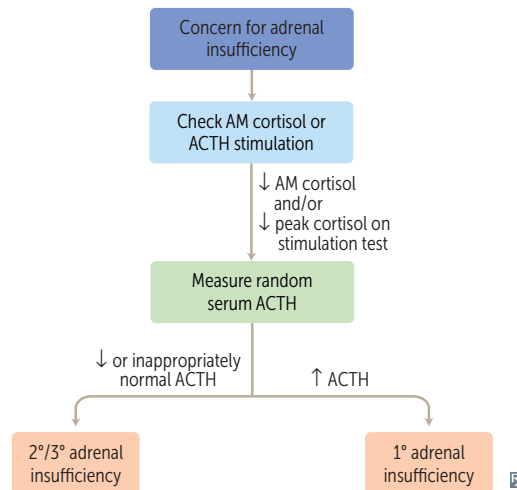 Concern for adrenal
insufficiency
Check AM cortisol or
ACTH stimulation
↓ AM cortisol
and/or
↓ peak cortisol on
stimulation test
Measure random
serum ACTH
↓ or inappropriately
normal ACTH
↑ ACTH
2°/3° adrenal
insufficiency
1° adrenal
insufficiency